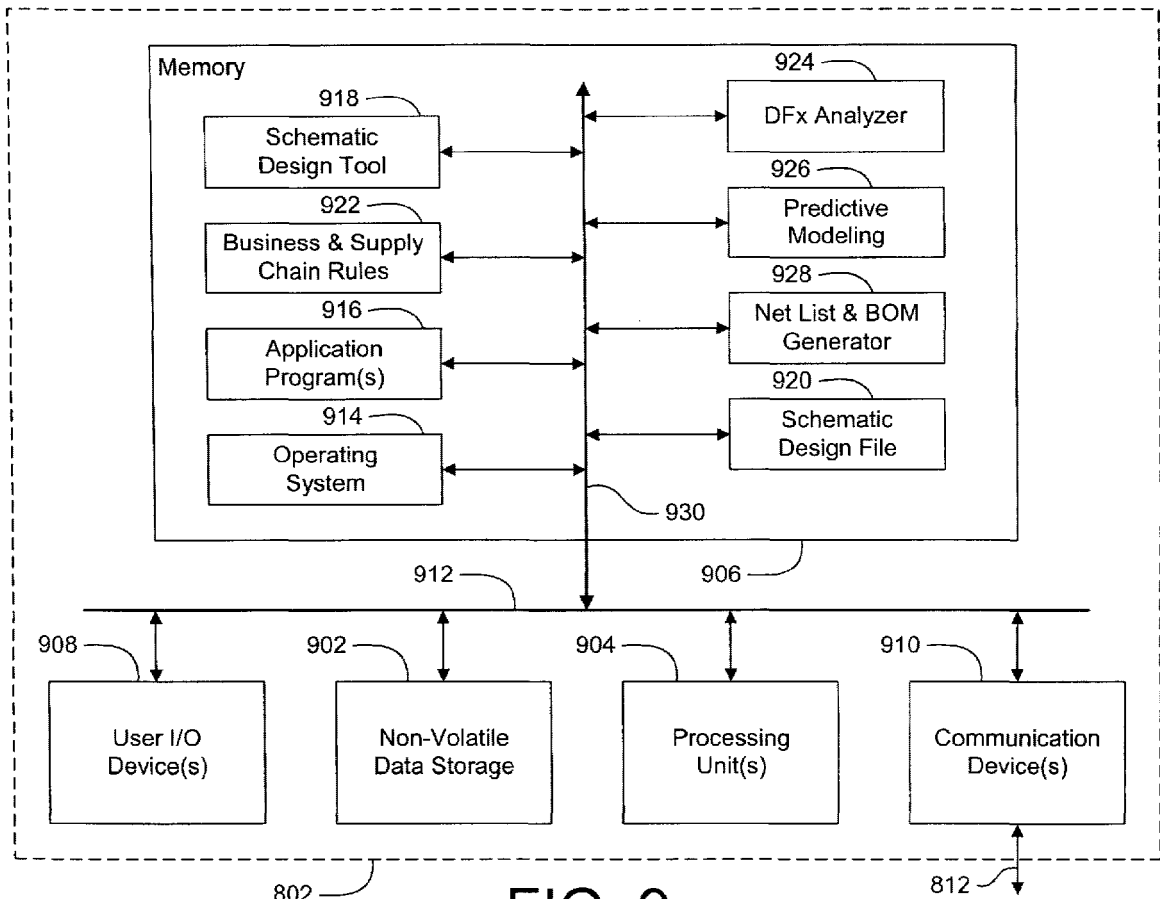 Memory
918
Schematic
Design Tool
922
Business & Supply
Chain Rules
916
Application
Program(s)
914
Operating
System
924
DFx Analyzer
926
Predictive
Modeling
928
Net List & BOM
Generator
920
Schematic
Design File
930
906
912
908
User I/O
Device(s)
902
Non-Volatile
Data Storage
904
Processing
Unit(s)
910
Communication
Device(s)
802
812
FIG.